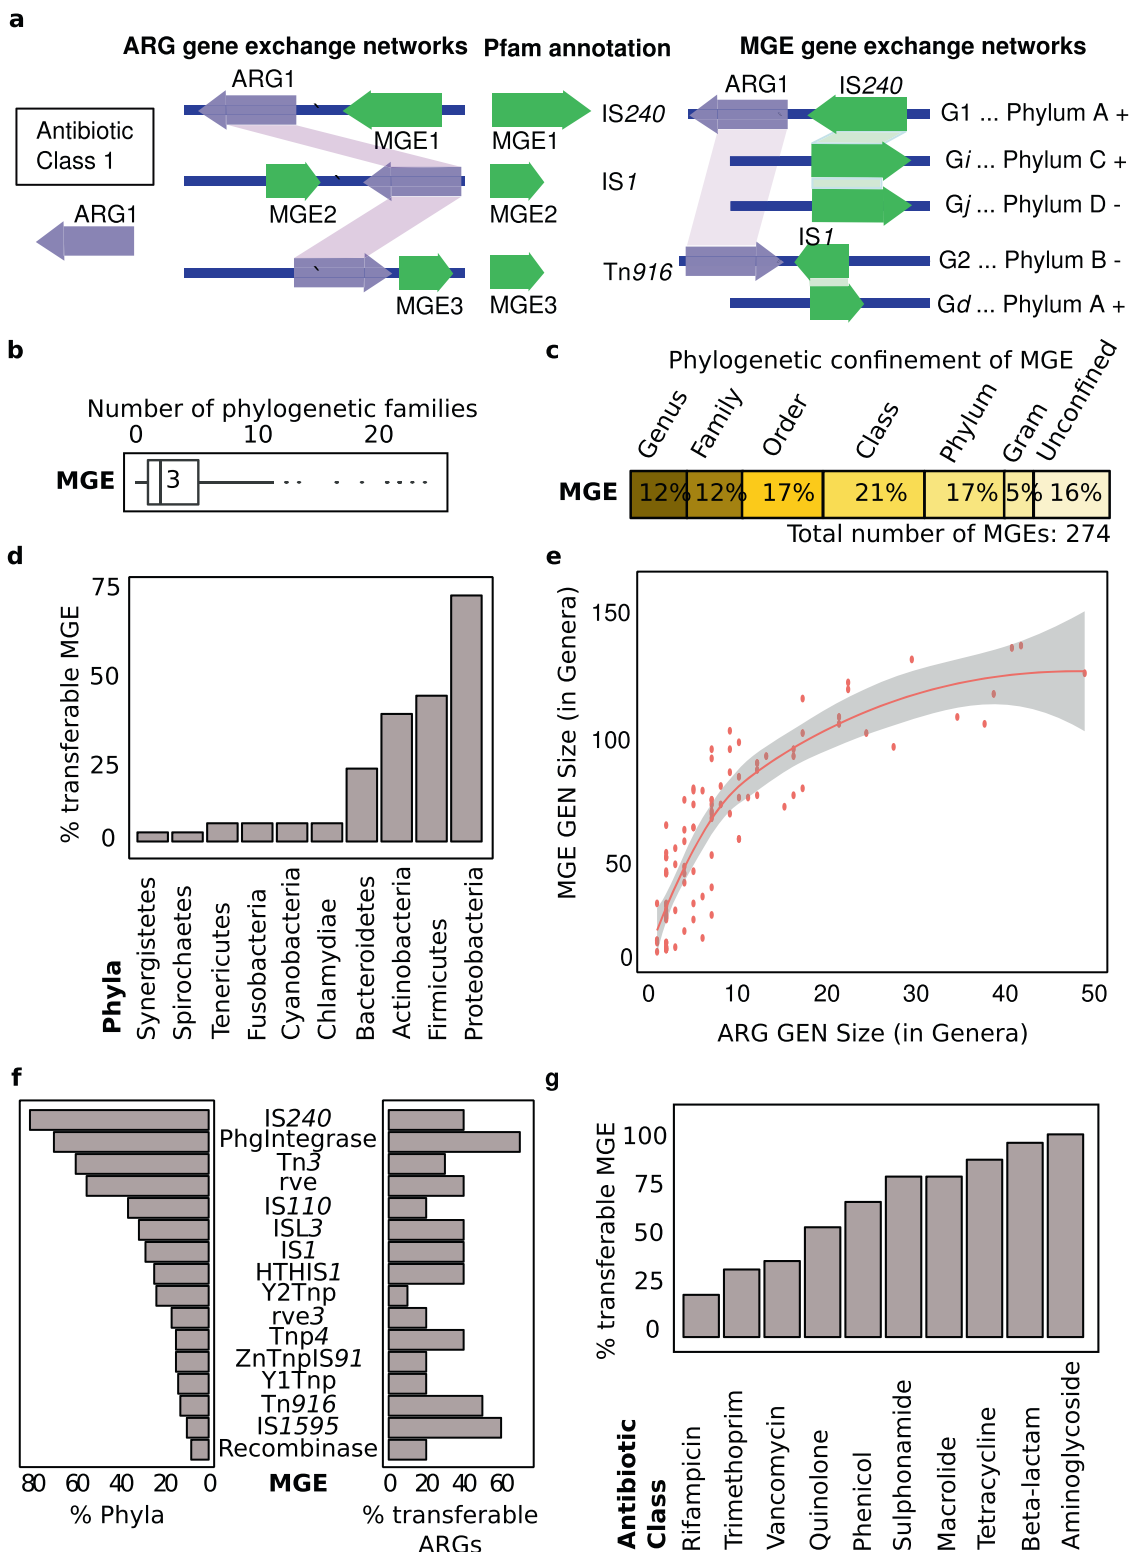 a
ARG gene exchange networks Pfam annotation MGE gene exchange networks
Antibiotic
Class 1
ARG1
ARG1
MGE1
MGE2
MGE3
MGE1
MGE2
MGE3
IS240
IS1
Tn916
ARG1
IS240
IS1
G1 ... Phylum A +
Gi ... Phylum C +
Gj ... Phylum D -
G2 ... Phylum B -
Gd ... Phylum A +
b
Number of phylogenetic families
0 10 20
MGE
3
c
Phylogenetic confinement of MGE
Genus
Family
Order
Class
Phylum
Gram
Unconfined
MGE
12% 12% 17% 21% 17% 5% 16%
Total number of MGEs: 274
d
% transferable MGE
75
50
25
0
Phyla
Synergistetes
Spirochaetes
Tenericutes
Fusobacteria
Cyanobacteria
Chlamydiae
Bacteroidetes
Actinobacteria
Firmicutes
Proteobacteria
e
MGE GEN Size (in Genera)
150
100
50
0
0 10 20 30 40 50
ARG GEN Size (in Genera)
f
IS240
PhgIntegrase
Tn3
rve
IS110
ISL3
IS1
HTHIS1
Y2Tnp
rve3
Tnp4
ZnTnpIS91
Y1Tnp
Tn916
IS1595
Recombinase
80 60 40 20 0
% Phyla
MGE
0 20 40 60
% transferable
ARGs
g
% transferable MGE
100
75
50
25
0
Antibiotic
Class
Rifampicin
Trimethoprim
Vancomycin
Quinolone
Phenicol
Sulphonamide
Macrolide
Tetracycline
Beta-lactam
Aminoglycoside